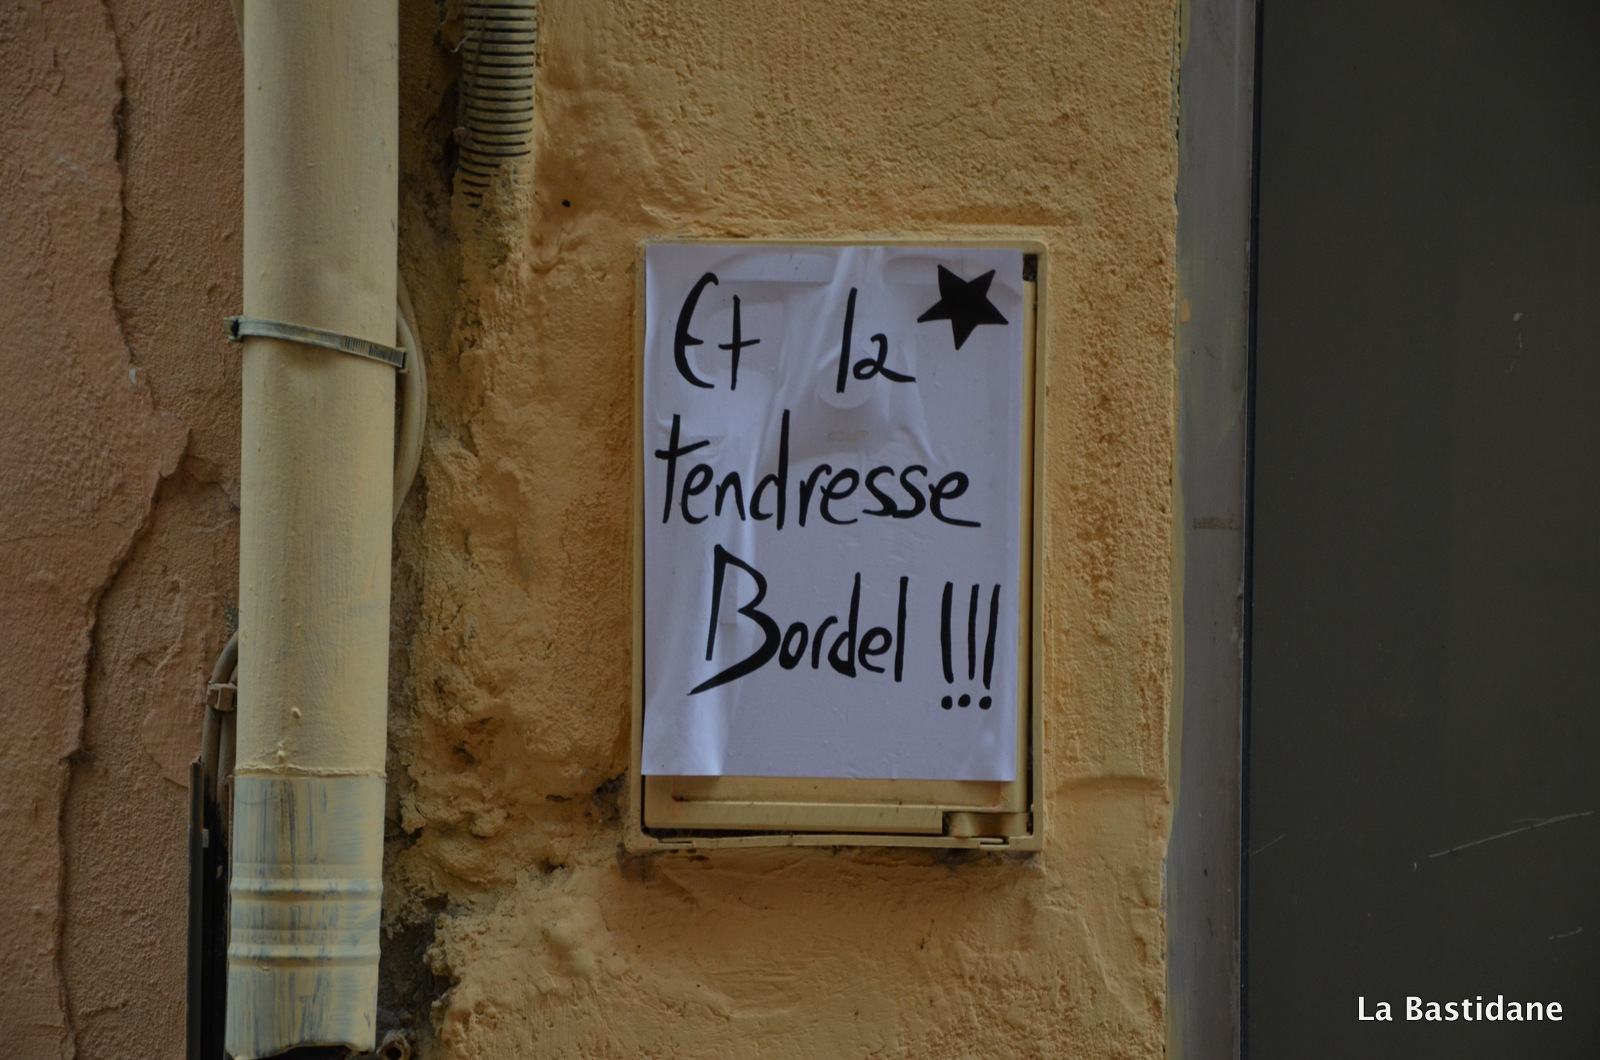 Et la
tendresse
Bordel !!!
La Bastidane